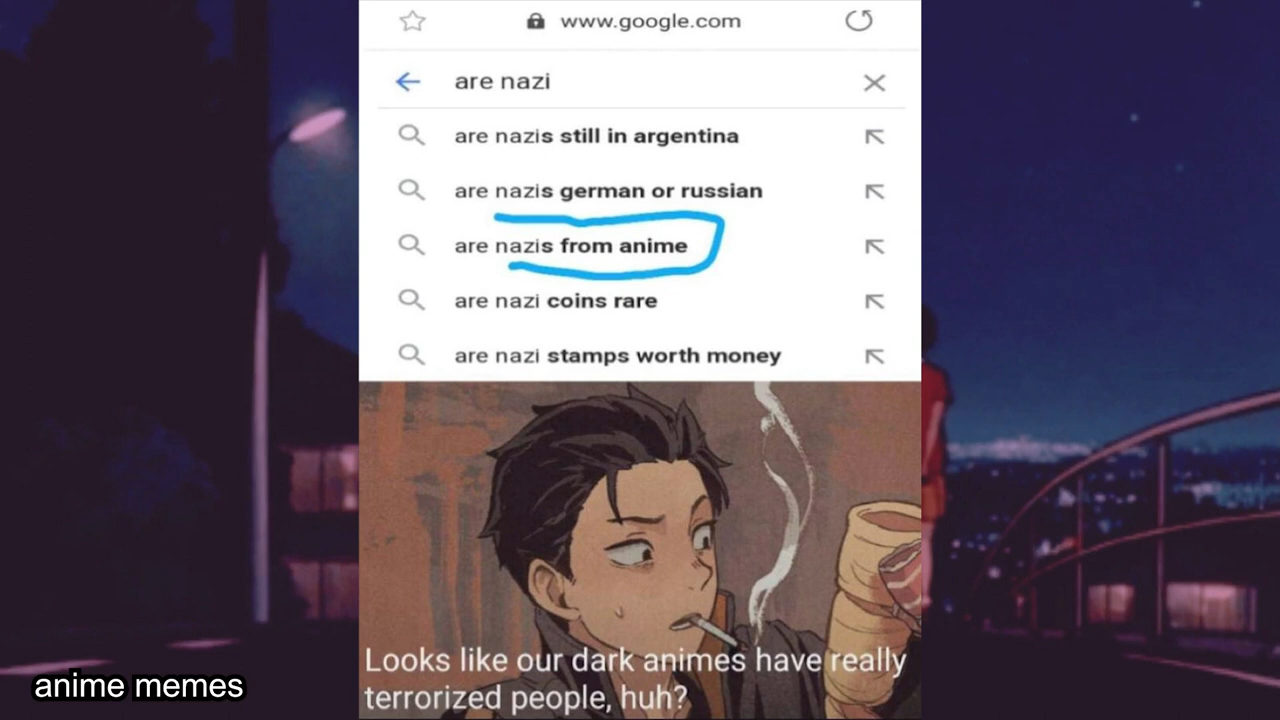 www.google.com
are nazi
are nazis still in argentina
are nazis german or russian
are nazis from anime
are nazi coins rare
are nazi stamps worth money
Looks like our dark animes have really
terrorized people, huh?
anime memes